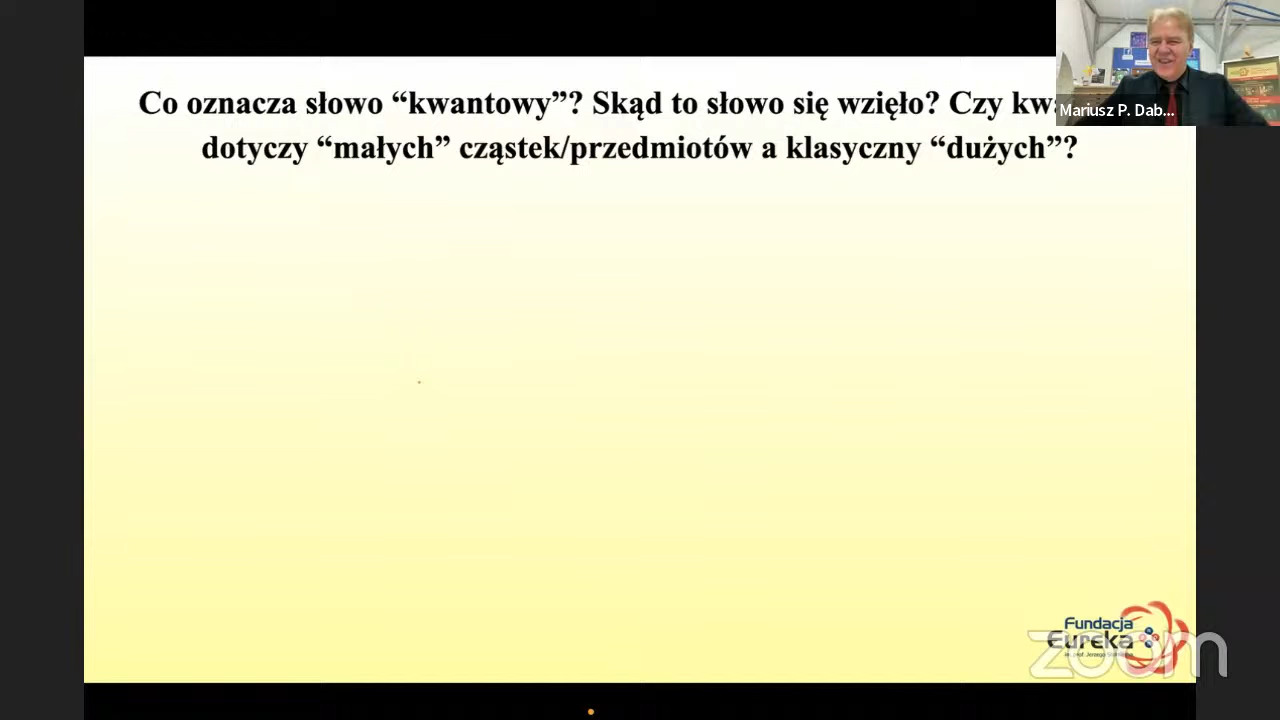 Co oznacza słowo “kwantowy”? Skąd to słowo się wzięło? Czy
dotyczy “małych” cząstek/przedmiotów a klasyczny “dużych”?
Mariusz P. Dab...
Fundacja
Eureka
zoom